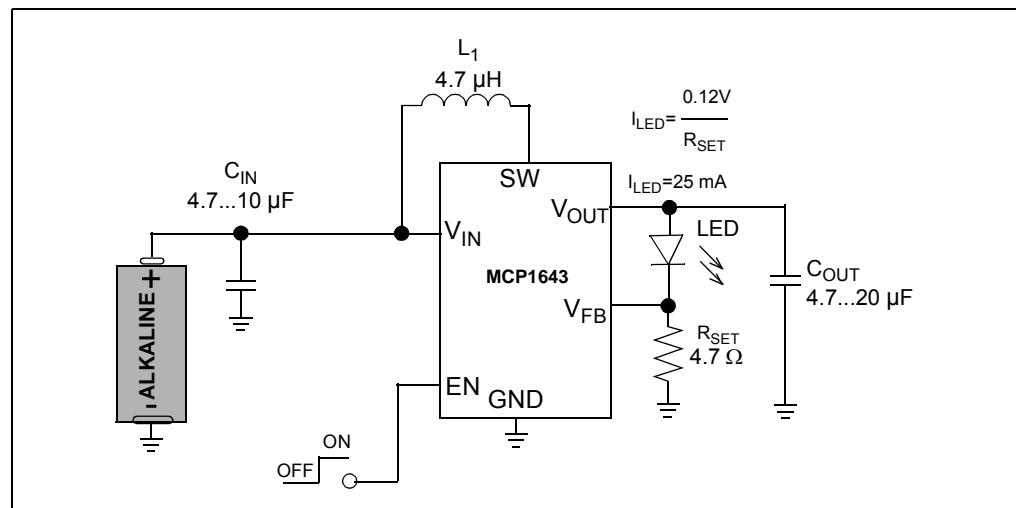 L1
4.7 µH
0.12V
ILED=
RSET
CIN
4.7...10 µF
ILED=25 mA
SW
VOUT
LED
VIN
MCP1643
COUT
4.7...20 µF
VFB
RSET
4.7 Ω
+
ALKALINE
-
EN
GND
ON
OFF